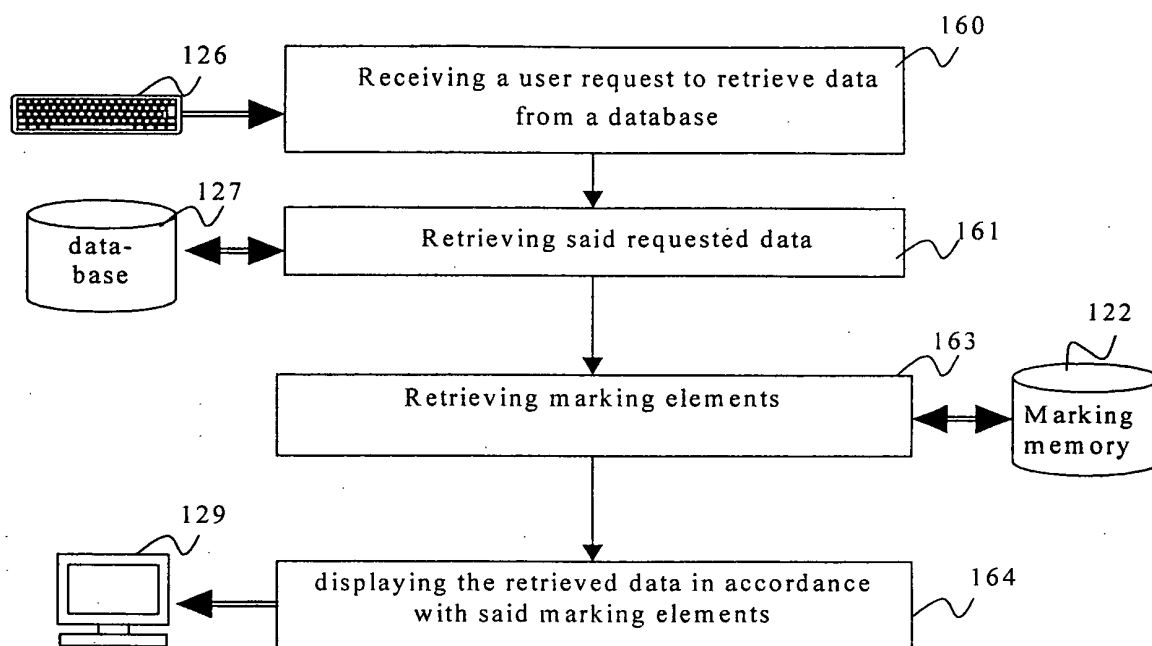 160
126
Receiving a user request to retrieve data
from a database
127
data-
base
Retrieving said requested data
161
122
163
Retrieving marking elements
Marking
memory
129
displaying the retrieved data in accordance
with said marking elements
164